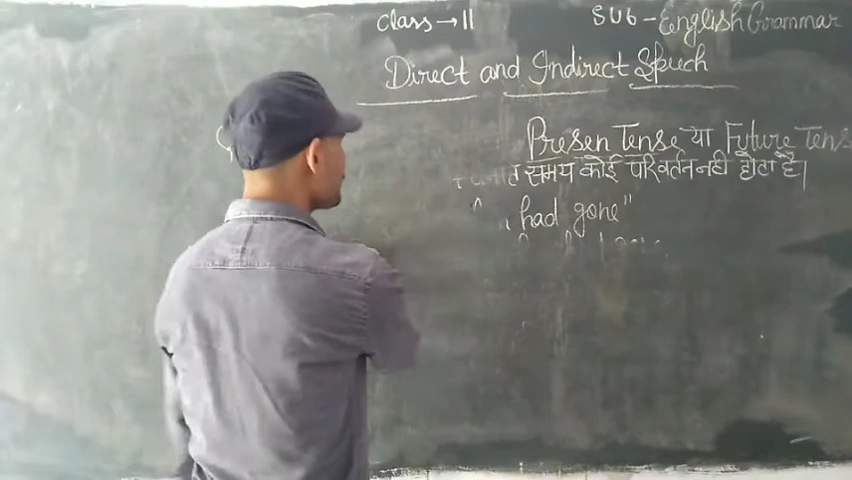 Class → 11
Sub - English Grammar
Direct and Indirect Speech
Presen Tense या Future Tens
समय कोई परिवर्तन नही होता है।
had gone"